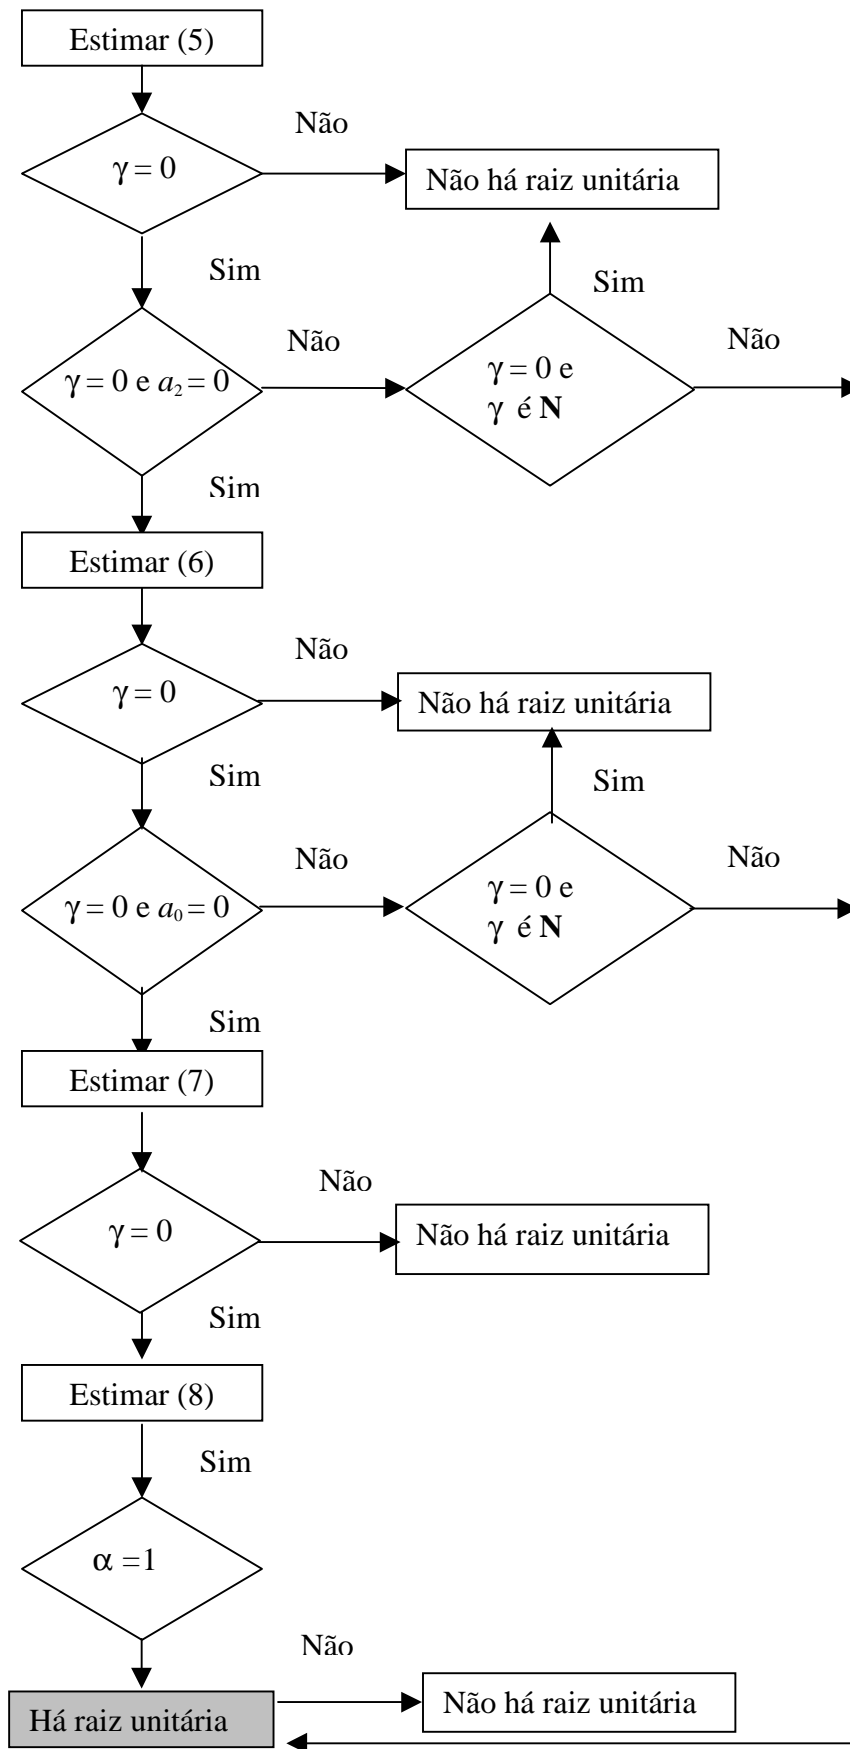 Estimar (5)
Não
γ = 0
Não há raiz unitária
Sim
Sim
Não
Não
γ = 0 e a₂ = 0
γ = 0 e
γ é N
Sim
Estimar (6)
Não
γ = 0
Não há raiz unitária
Sim
Sim
Não
Não
γ = 0 e a₀ = 0
γ = 0 e
γ é N
Sim
Estimar (7)
Não
γ = 0
Não há raiz unitária
Sim
Estimar (8)
Sim
α =1
Não
Há raiz unitária
Não há raiz unitária